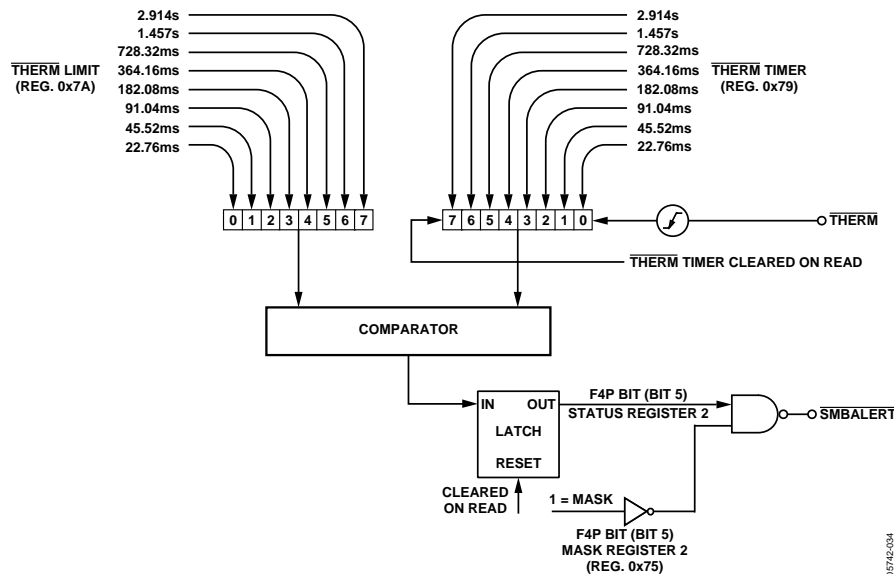 2.914s
1.457s
728.32ms
364.16ms
182.08ms
91.04ms
45.52ms
22.76ms
THERM LIMIT
(REG. 0x7A)
2.914s
1.457s
728.32ms
364.16ms
182.08ms
91.04ms
45.52ms
22.76ms
THERM TIMER
(REG. 0x79)
0 1 2 3 4 5 6 7
7 6 5 4 3 2 1 0
THERM
THERM TIMER CLEARED ON READ
COMPARATOR
IN OUT
LATCH
RESET
F4P BIT (BIT 5)
STATUS REGISTER 2
SMBALERT
CLEARED
ON READ
1 = MASK
F4P BIT (BIT 5)
MASK REGISTER 2
(REG. 0x75)
05742-034